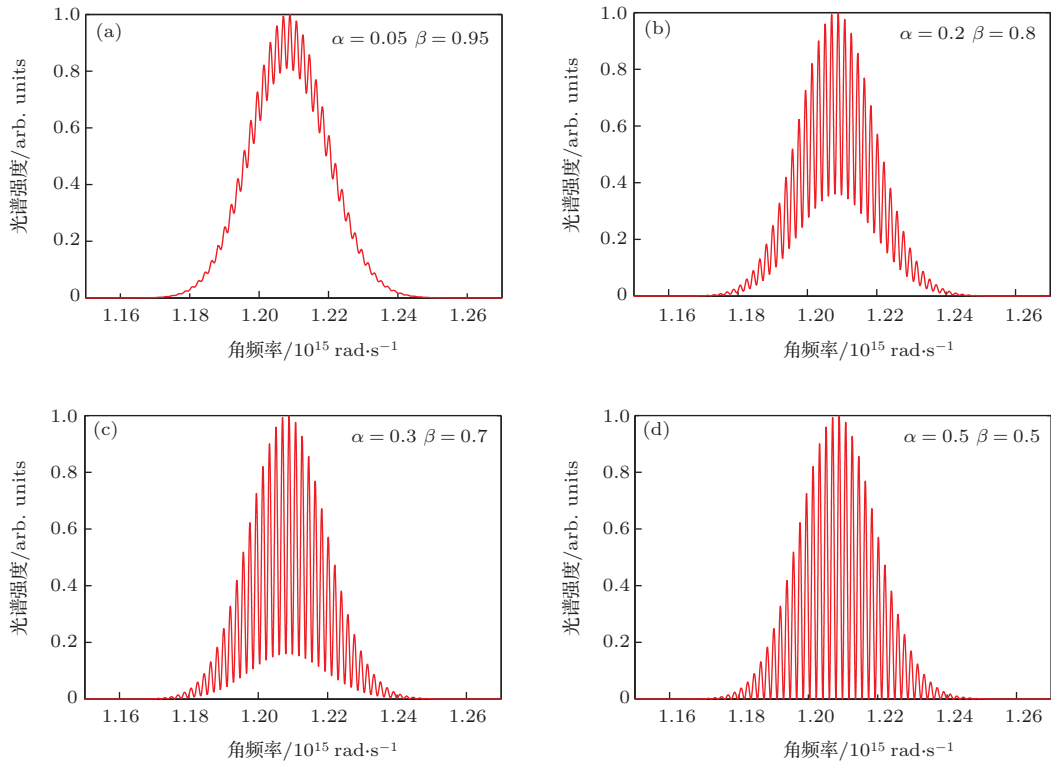 (a)
α = 0.05 β = 0.95
1.0
0.8
0.6
0.4
0.2
0
光谱强度/arb. units
1.16 1.18 1.20 1.22 1.24 1.26
角频率/10¹⁵ rad·s⁻¹
(b)
α = 0.2 β = 0.8
1.0
0.8
0.6
0.4
0.2
0
光谱强度/arb. units
1.16 1.18 1.20 1.22 1.24 1.26
角频率/10¹⁵ rad·s⁻¹
(c)
α = 0.3 β = 0.7
1.0
0.8
0.6
0.4
0.2
0
光谱强度/arb. units
1.16 1.18 1.20 1.22 1.24 1.26
角频率/10¹⁵ rad·s⁻¹
(d)
α = 0.5 β = 0.5
1.0
0.8
0.6
0.4
0.2
0
光谱强度/arb. units
1.16 1.18 1.20 1.22 1.24 1.26
角频率/10¹⁵ rad·s⁻¹